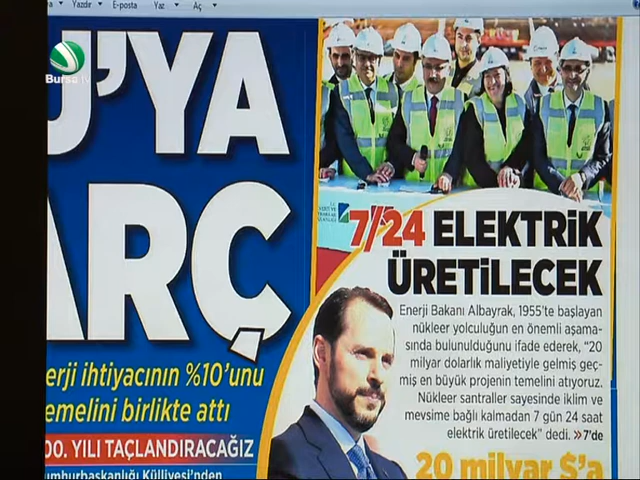 Yazdır
E-posta
Yaz
Aç
Bursa tv
U'YA
ARÇ
erji ihtiyacının %10'unu
emelini birlikte attı
00. YILI TAÇLANDIRACAĞIZ
umhurbaşkanlığı Külliyesi'nden
7/24 ELEKTRİK
ÜRETİLECEK
Enerji Bakanı Albayrak, 1955'te başlayan
nükleer yolculuğun en önemli aşama-
sında bulunulduğunu ifade ederek, “20
milyar dolarlık maliyetiyle gelmiş geç-
miş en büyük projenin temelini atıyoruz.
Nükleer santraller sayesinde iklim ve
mevsime bağlı kalmadan 7 gün 24 saat
elektrik üretilecek” dedi. »7'de
20 milyar $'a